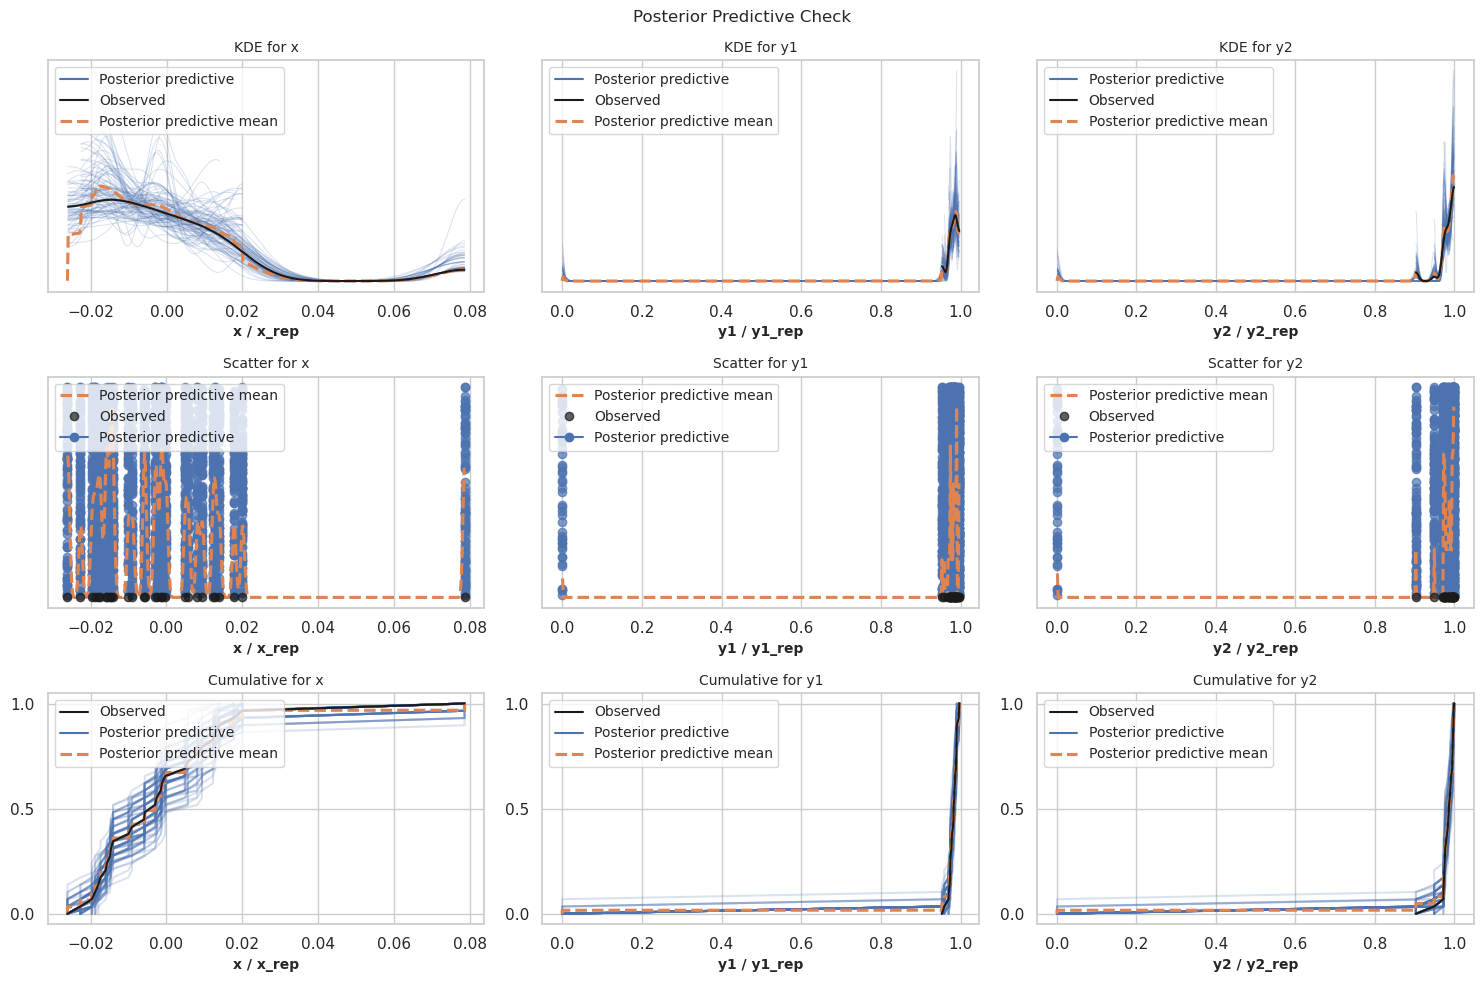 Posterior Predictive Check
KDE for x
Posterior predictive
Observed
Posterior predictive mean
−0.02 0.00 0.02 0.04 0.06 0.08
x / x_rep
KDE for y1
Posterior predictive
Observed
Posterior predictive mean
0.0 0.2 0.4 0.6 0.8 1.0
y1 / y1_rep
KDE for y2
Posterior predictive
Observed
Posterior predictive mean
0.0 0.2 0.4 0.6 0.8 1.0
y2 / y2_rep
Scatter for x
Posterior predictive mean
Observed
Posterior predictive
−0.02 0.00 0.02 0.04 0.06 0.08
x / x_rep
Scatter for y1
Posterior predictive mean
Observed
Posterior predictive
0.0 0.2 0.4 0.6 0.8 1.0
y1 / y1_rep
Scatter for y2
Posterior predictive mean
Observed
Posterior predictive
0.0 0.2 0.4 0.6 0.8 1.0
y2 / y2_rep
Cumulative for x
1.0
0.5
0.0
Observed
Posterior predictive
Posterior predictive mean
−0.02 0.00 0.02 0.04 0.06 0.08
x / x_rep
Cumulative for y1
1.0
0.5
0.0
Observed
Posterior predictive
Posterior predictive mean
0.0 0.2 0.4 0.6 0.8 1.0
y1 / y1_rep
Cumulative for y2
1.0
0.5
0.0
Observed
Posterior predictive
Posterior predictive mean
0.0 0.2 0.4 0.6 0.8 1.0
y2 / y2_rep